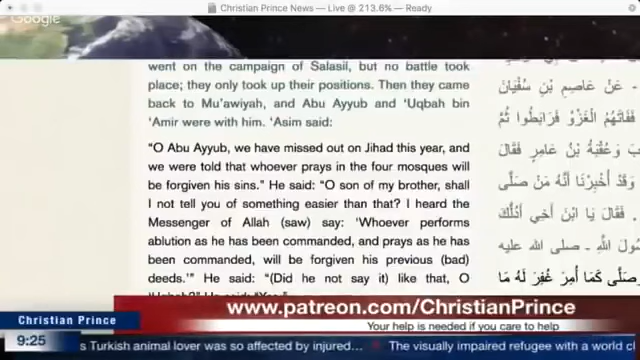 Christian Prince News — Live @ 213.6% — Ready
Google
went on the campaign of Salasil, but no battle took
place; they only took up their positions. Then they came
back to Mu'awiyah, and Abu Ayyub and 'Uqbah bin
'Amir were with him. 'Asim said:
"O Abu Ayyub, we have missed out on Jihad this year, and
we were told that whoever prays in the four mosques will
be forgiven his sins." He said: "O son of my brother, shall
I not tell you of something easier than that? I heard the
Messenger of Allah (saw) say: 'Whoever performs
ablution as he has been commanded, and prays as he has
been commanded, will be forgiven his previous (bad)
deeds.'" He said: "(Did he not say it) like that, O
- عَنْ عَاصِمِ بْنِ سُفْيَانَ
فَفَاتَهُمُ الْغَزْوُ فَرَابَطُوا ثُمَّ
وَعُقْبَةُ بْنُ عَامِرٍ فَقَالَ
وَقَدْ أُخْبِرْنَا أَنَّهُ مَنْ صَلَّى
فَقَالَ يَا ابْنَ أَخِي أَدُلُّكَ
اللَّهِ ـ صلى الله عليه
وَصَلَّى كَمَا أُمِرَ غُفِرَ لَهُ مَا
www.patreon.com/ChristianPrince
Your help is needed if you care to help
Christian Prince
9:25
s Turkish animal lover was so affected by injured... The visually impaired refugee with a world